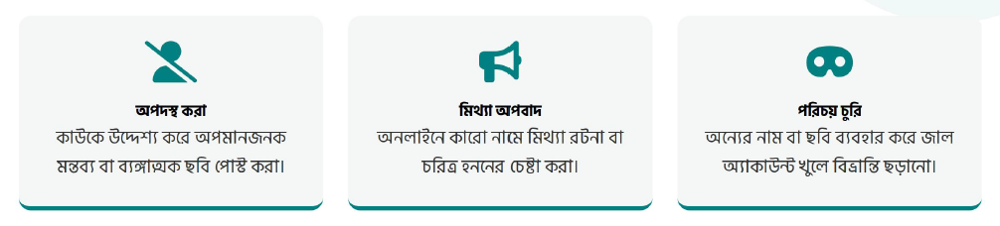 অপদস্থ করা
কাউকে উদ্দেশ্য করে অপমানজনক
মন্তব্য বা ব্যঙ্গাত্মক ছবি পোস্ট করা।
মিথ্যা অপবাদ
অনলাইনে কারো নামে মিথ্যা রটনা বা
চরিত্র হননের চেষ্টা করা।
পরিচয় চুরি
অন্যের নাম বা ছবি ব্যবহার করে জাল
অ্যাকাউন্ট খুলে বিভ্রান্তি ছড়ানো।